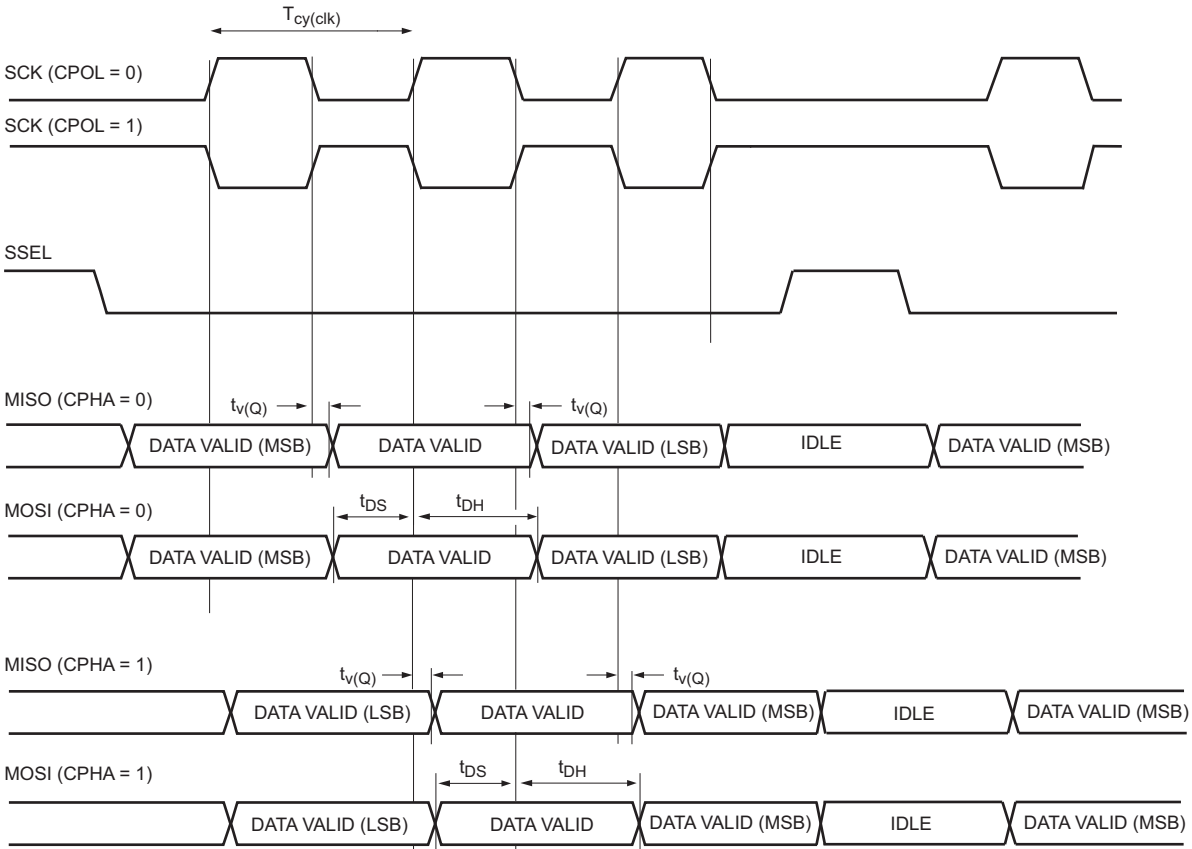 Tcy(clk)
SCK (CPOL = 0)
SCK (CPOL = 1)
SSEL
MISO (CPHA = 0)
tv(Q) tv(Q)
DATA VALID (MSB) DATA VALID DATA VALID (LSB) IDLE DATA VALID (MSB)
tDS tDH
MOSI (CPHA = 0)
DATA VALID (MSB) DATA VALID DATA VALID (LSB) IDLE DATA VALID (MSB)
MISO (CPHA = 1)
tv(Q) tv(Q)
DATA VALID (LSB) DATA VALID DATA VALID (MSB) IDLE DATA VALID (MSB)
tDS tDH
MOSI (CPHA = 1)
DATA VALID (LSB) DATA VALID DATA VALID (MSB) IDLE DATA VALID (MSB)